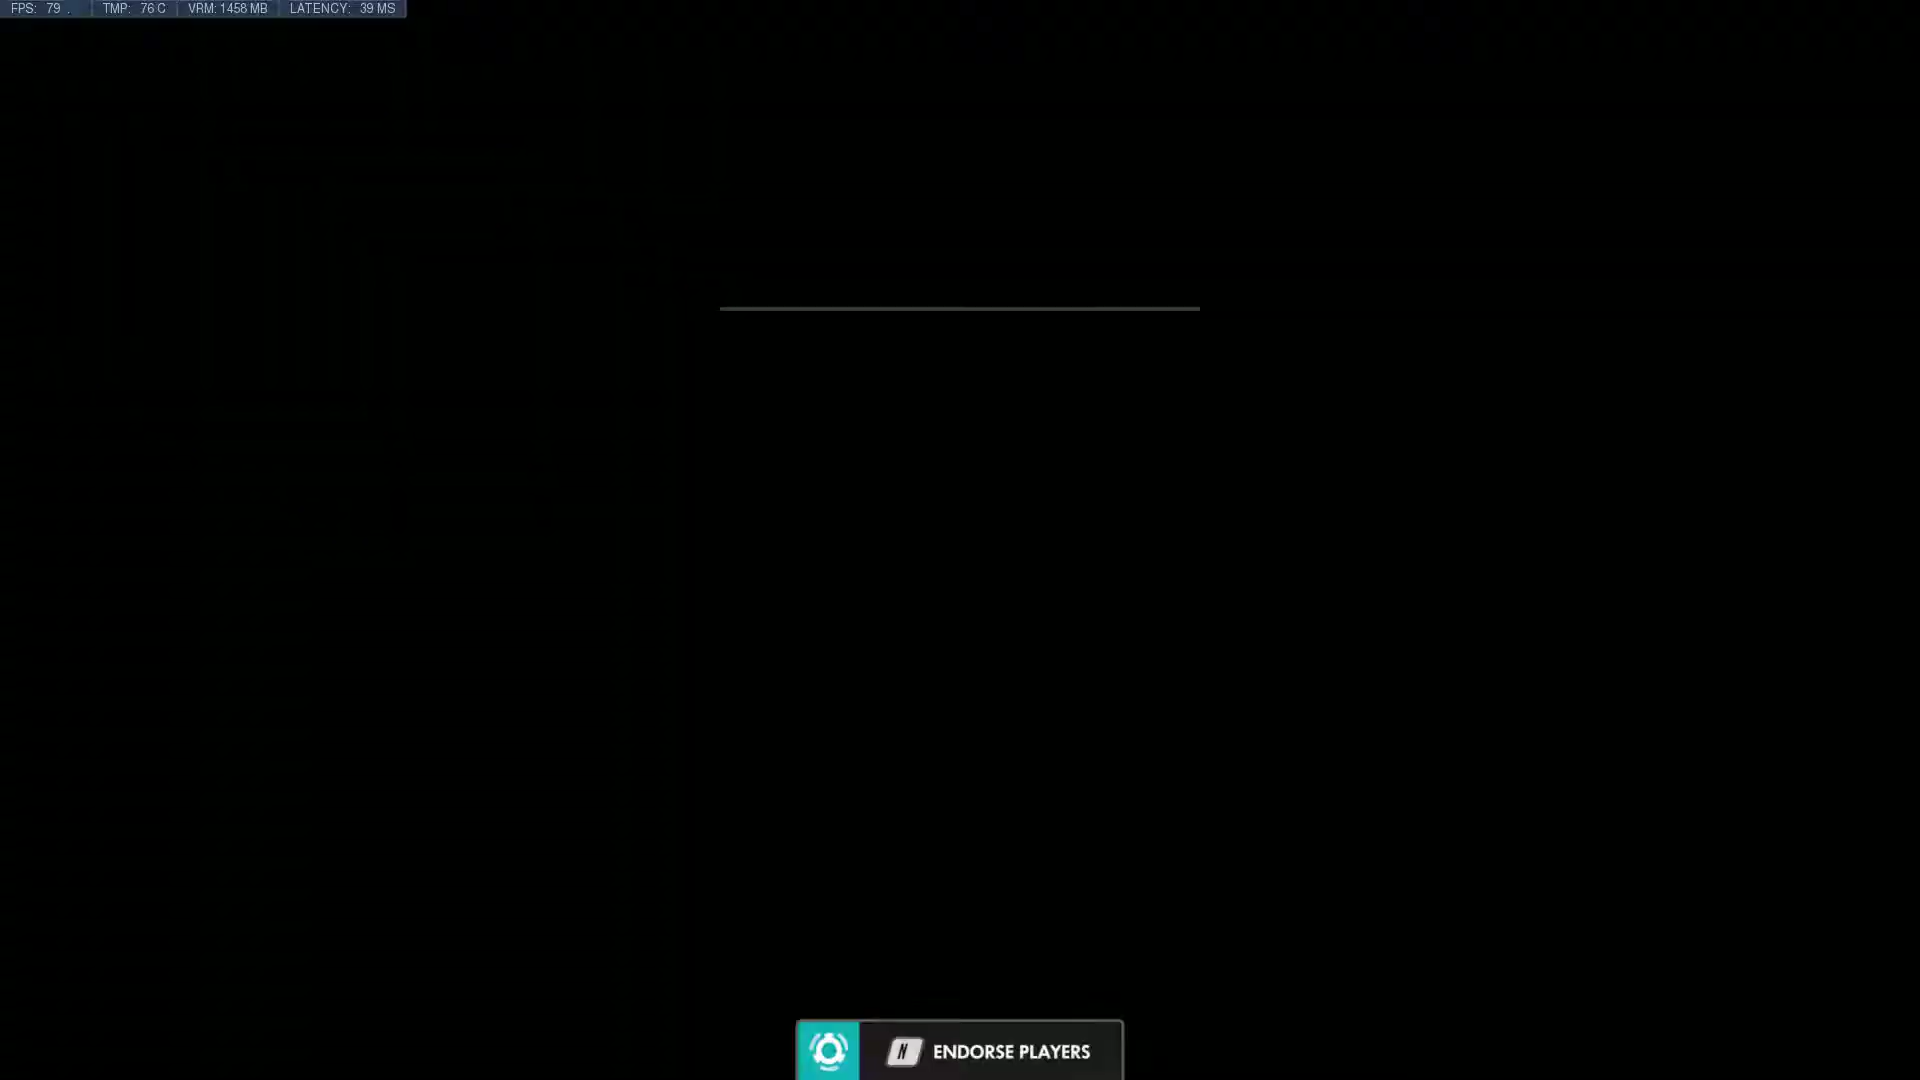 FPS: 79 TMP: 76 C VRM: 1458 MB LATENCY: 39 MS
N ENDORSE PLAYERS